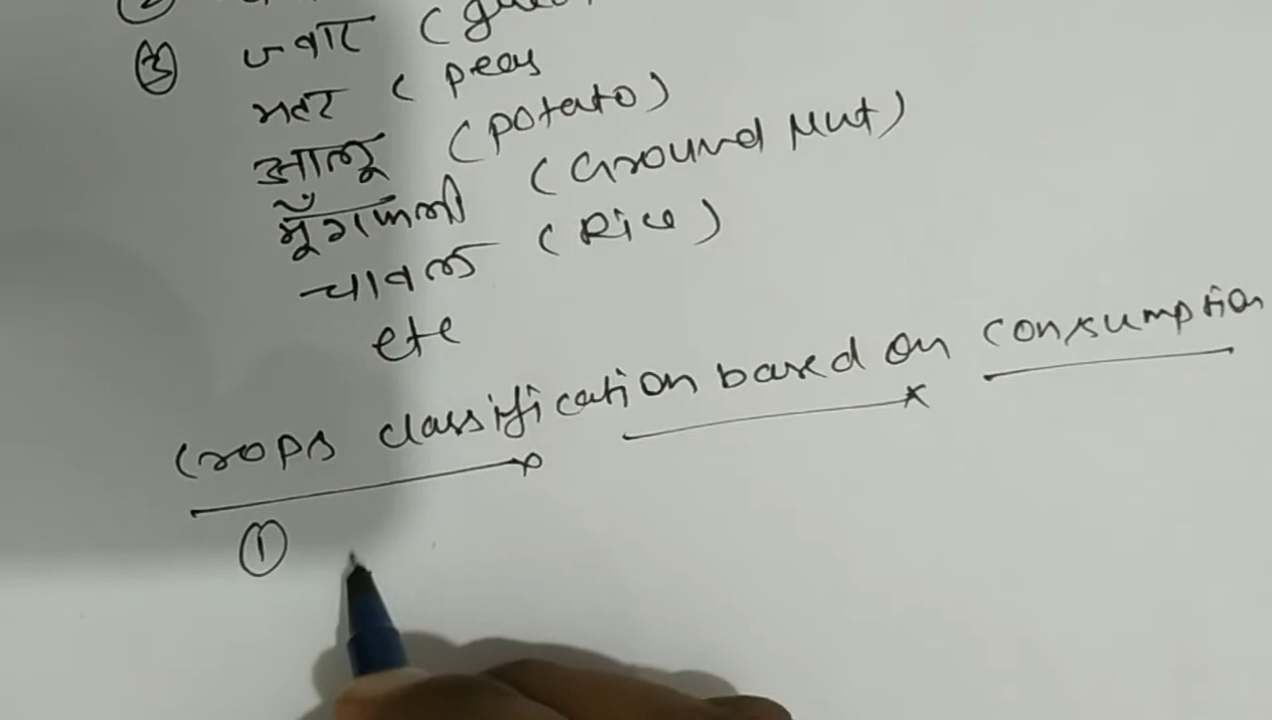 ③ ज्वार (
मटर ( peas
आलू (potato)
मूँगफली (Ground Nut)
चावल (Rice)
etc
Crops classification based on consumption
①